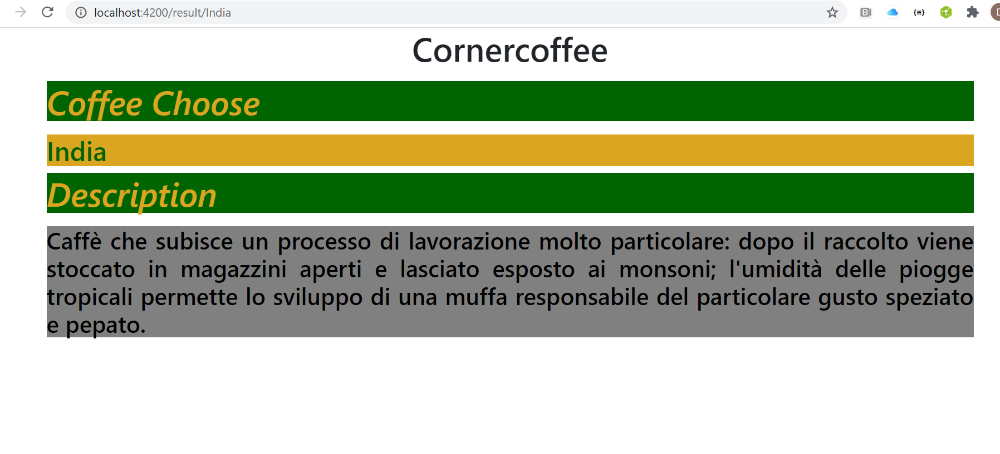 localhost:4200/result/India
Cornercoffee
Coffee Choose
India
Description
Caffè che subisce un processo di lavorazione molto particolare: dopo il raccolto viene
stoccato in magazzini aperti e lasciato esposto ai monsoni; l'umidità delle piogge
tropicali permette lo sviluppo di una muffa responsabile del particolare gusto speziato
e pepato.